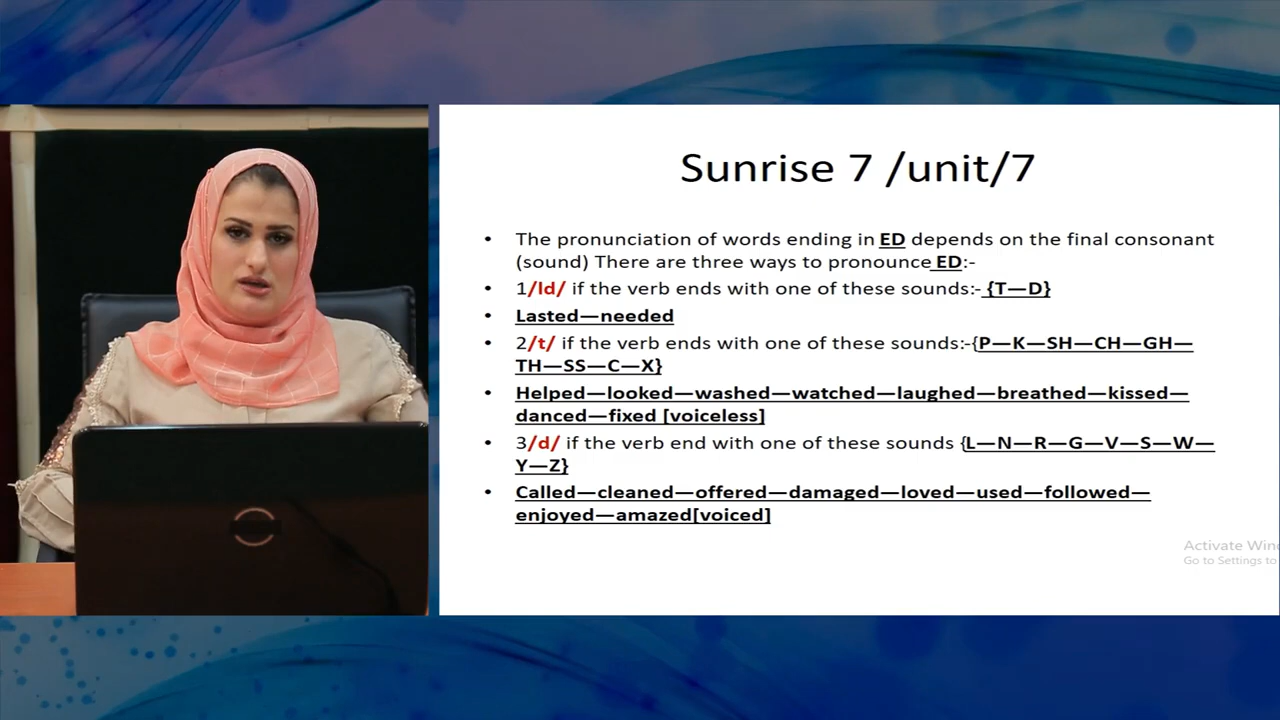 Sunrise 7 /unit/7
• The pronunciation of words ending in ED depends on the final consonant
(sound) There are three ways to pronounce ED:-
• 1/ld/ if the verb ends with one of these sounds:- {T—D}
• Lasted—needed
• 2/t/ if the verb ends with one of these sounds:-{P—K—SH—CH—GH—
TH—SS—C—X}
• Helped—looked—washed—watched—laughed—breathed—kissed—
danced—fixed [voiceless]
• 3/d/ if the verb end with one of these sounds {L—N—R—G—V—S—W—
Y—Z}
• Called—cleaned—offered—damaged—loved—used—followed—
enjoyed—amazed[voiced]
Activate Win
Go to Settings to